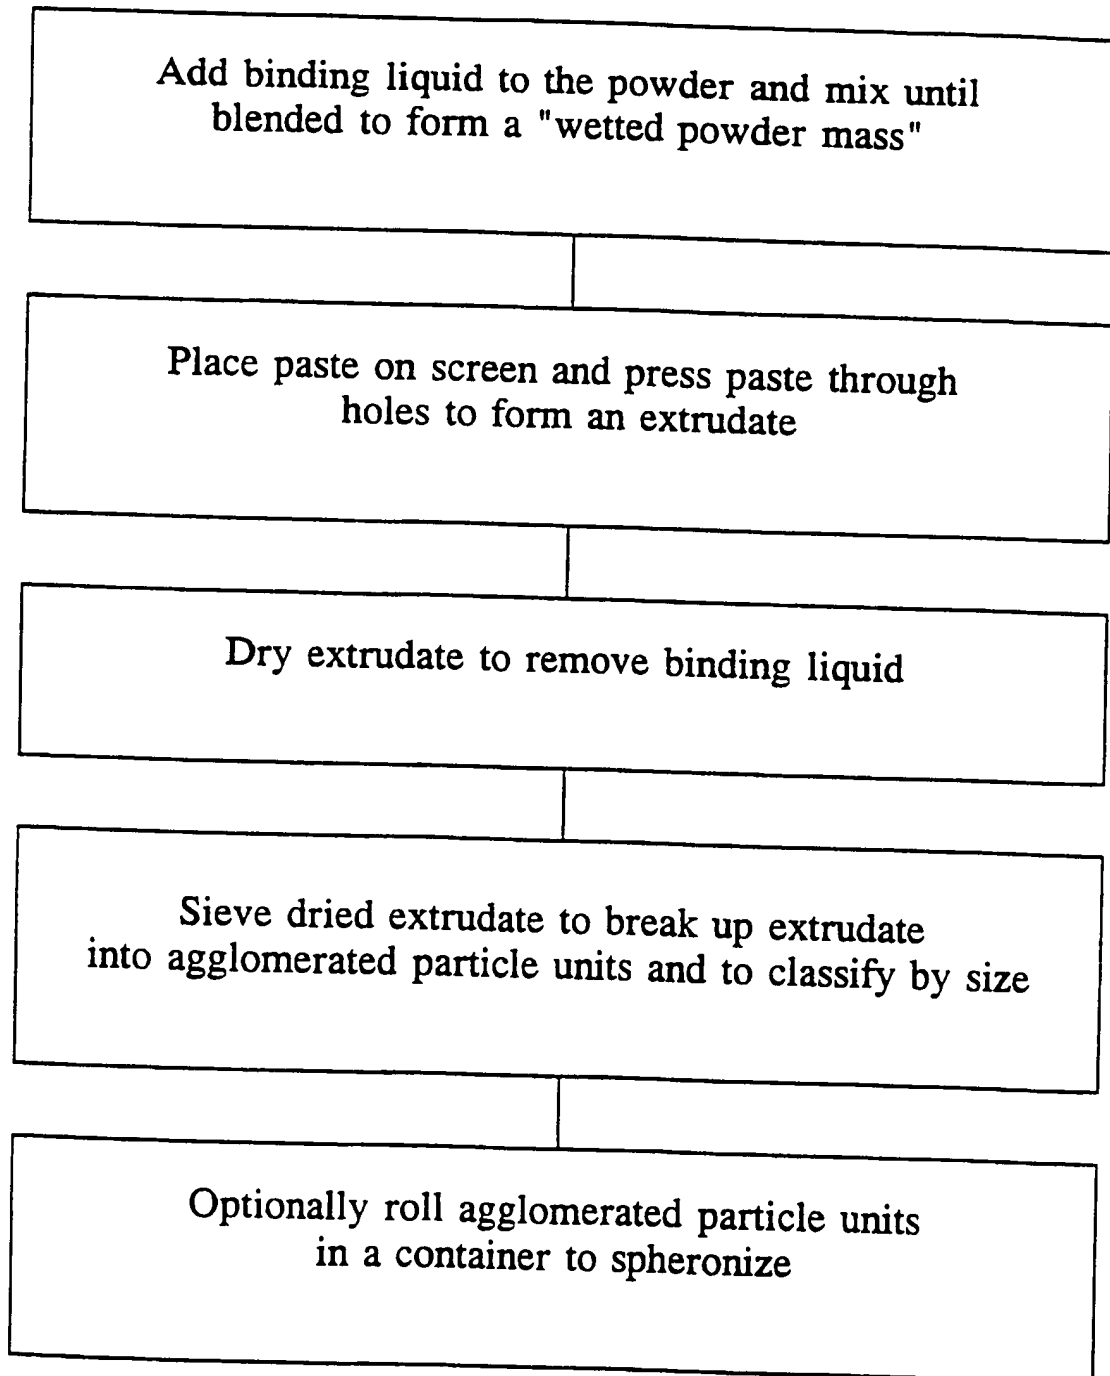 Add binding liquid to the powder and mix until
blended to form a "wetted powder mass"
Place paste on screen and press paste through
holes to form an extrudate
Dry extrudate to remove binding liquid
Sieve dried extrudate to break up extrudate
into agglomerated particle units and to classify by size
Optionally roll agglomerated particle units
in a container to spheronize